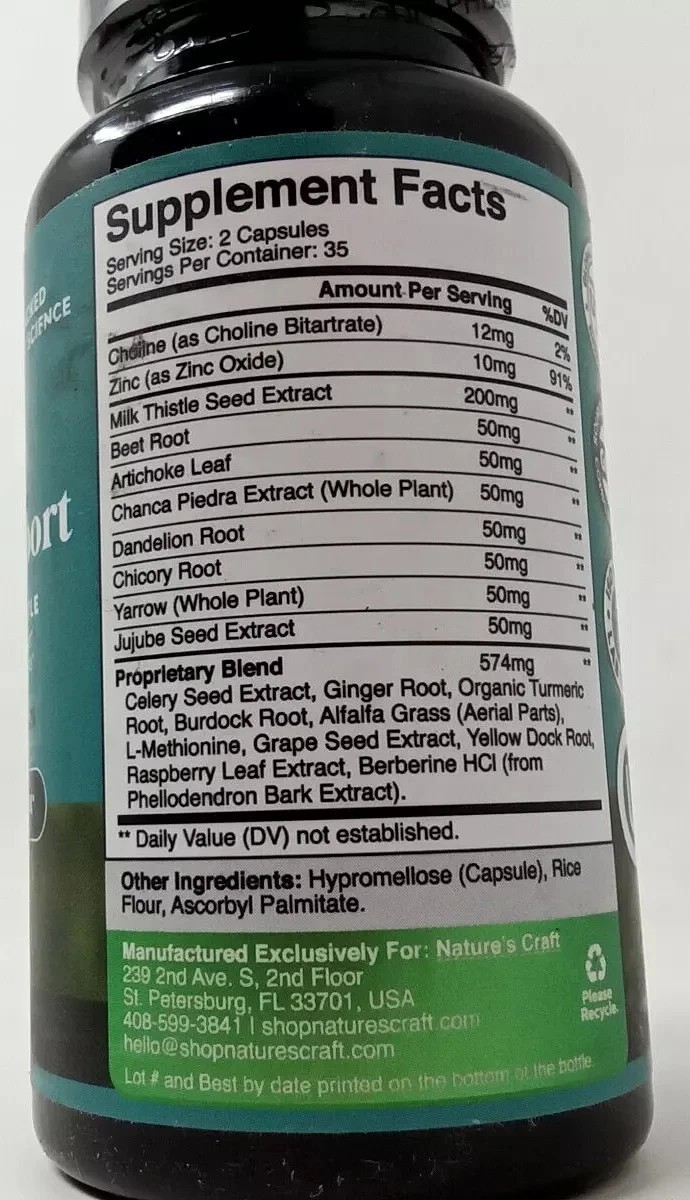 SCIENCE
ort
Supplement Facts
Serving Size: 2 Capsules
Servings Per Container: 35
Amount Per Serving %DV
Choline (as Choline Bitartrate) 12mg 2%
Zinc (as Zinc Oxide) 10mg 91%
Milk Thistle Seed Extract 200mg **
Beet Root 50mg **
Artichoke Leaf 50mg **
Chanca Piedra Extract (Whole Plant) 50mg **
Dandelion Root 50mg **
Chicory Root 50mg **
Yarrow (Whole Plant) 50mg **
Jujube Seed Extract 50mg **
Proprietary Blend 574mg **
Celery Seed Extract, Ginger Root, Organic Turmeric
Root, Burdock Root, Alfalfa Grass (Aerial Parts),
L-Methionine, Grape Seed Extract, Yellow Dock Root,
Raspberry Leaf Extract, Berberine HCl (from
Phellodendron Bark Extract).
** Daily Value (DV) not established.
Other Ingredients: Hypromellose (Capsule), Rice
Flour, Ascorbyl Palmitate.
Manufactured Exclusively For: Nature's Craft
239 2nd Ave. S, 2nd Floor
St. Petersburg, FL 33701, USA
408-599-3841 | shopnaturescraft.com
hello@shopnaturescraft.com
Please
Recycle.
Lot # and Best by date printed on the bottom of the bottle.